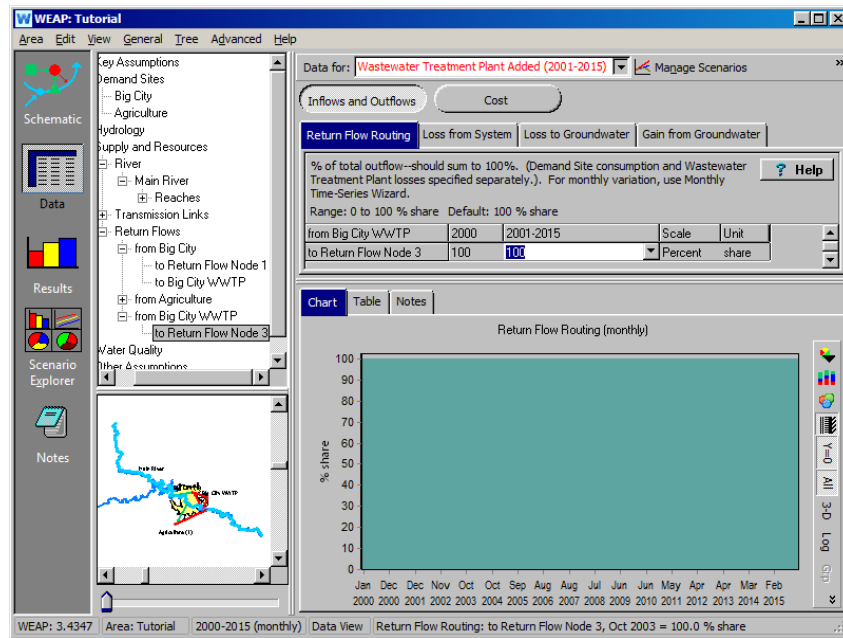 WEAP: Tutorial
Area Edit View General Tree Advanced Help
Schematic
Data
Results
Scenario
Explorer
Notes
Key Assumptions
Demand Sites
Big City
Agriculture
Hydrology
Supply and Resources
River
Main River
Reaches
Transmission Links
Return Flows
from Big City
to Return Flow Node 1
to Big City WWTP
from Agriculture
from Big City WWTP
to Return Flow Node 3
Water Quality
Other Assumptions
Main River
Big City WWTP
Agriculture (1)
Data for: Wastewater Treatment Plant Added (2001-2015) Manage Scenarios »
Inflows and Outflows Cost
Return Flow Routing Loss from System Loss to Groundwater Gain from Groundwater
% of total outflow--should sum to 100%. (Demand Site consumption and Wastewater
Treatment Plant losses specified separately.). For monthly variation, use Monthly
Time-Series Wizard.
? Help
Range: 0 to 100 % share Default: 100 % share
from Big City WWTP 2000 2001-2015 Scale Unit
to Return Flow Node 3 100 100 Percent share
Chart Table Notes
Return Flow Routing (monthly)
% share
100
90
80
70
60
50
40
30
20
10
0
Jan Dec Dec Nov Oct Oct Sep Aug Aug Jul Jun Jun May Apr Apr Mar Feb
2000 2000 2001 2002 2003 2004 2005 2006 2007 2008 2009 2010 2011 2012 2013 2014 2015
Y=0
All
3-D
Log
WEAP: 3.4347 Area: Tutorial 2000-2015 (monthly) Data View Return Flow Routing: to Return Flow Node 3, Oct 2003 = 100.0 % share